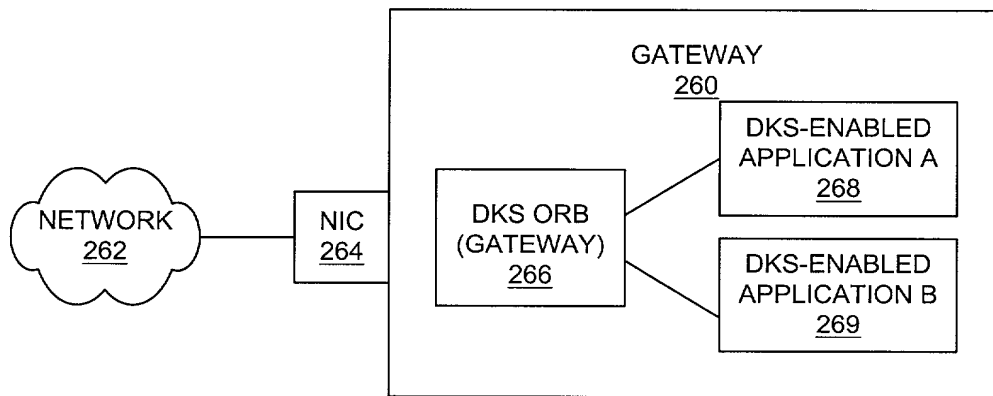 GATEWAY
260
DKS-ENABLED
APPLICATION A
268
NETWORK
262
NIC
264
DKS ORB
(GATEWAY)
266
DKS-ENABLED
APPLICATION B
269